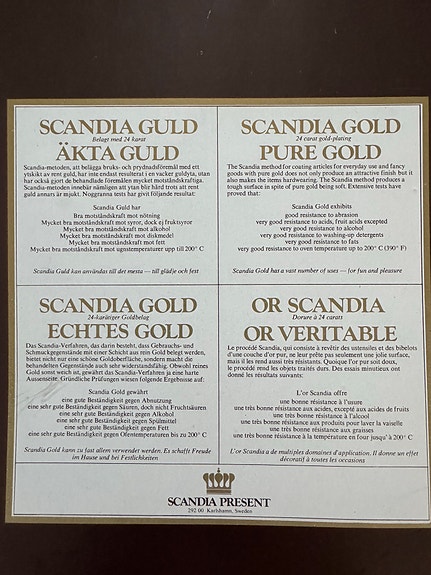 SCANDIA GULD
Belagt med 24 karat
ÄKTA GULD
Scandia-metoden, att belägga bruks- och prydnadsföremål med ett
ytskikt av rent guld, har inte endast resulterat i en vacker guldyta, utan
har också gjort de behandlade föremålen mycket motståndskraftiga.
Scandia-metoden innebär nämligen att ytan blir hård trots att rent
guld annars är mjukt. Noggranna tests har givit följande resultat:
Scandia Guld har
Bra motståndskraft mot nötning
Mycket bra motståndskraft mot syror, dock ej fruktsyror
Mycket bra motståndskraft mot alkohol
Mycket bra motståndskraft mot diskmedel
Mycket bra motståndskraft mot fett
Mycket bra motståndskraft mot ugnstemperaturer upp till 200° C
Scandia Guld kan användas till det mesta — till glädje och fest
SCANDIA GOLD
24 carat gold-plating
PURE GOLD
The Scandia method for coating articles for everyday use and fancy
goods with pure gold does not only produce an attractive finish but it
also makes the items hardwearing. The Scandia method produces a
tough surface in spite of pure gold being soft. Extensive tests have
proved that:
Scandia Gold exhibits
good resistance to abrasion
very good resistance to acids, fruit acids excepted
very good resistance to alcohol
very good resistance to washing-up detergents
very good resistance to fats
very good resistance to oven temperature up to 200° C (390° F)
Scandia Gold has a vast number of uses — for fun and pleasure
SCANDIA GOLD
24-karätiger Goldbelag
ECHTES GOLD
Das Scandia-Verfahren, das darin besteht, dass Gebrauchs- und
Schmuckgegenstände mit einer Schicht aus rein Gold belegt werden,
bietet nicht nur eine schöne Goldoberfläche, sondern macht die
behandelten Gegenstände auch sehr widerstandsfähig. Obwohl reines
Gold sonst weich ist, gewährt das Scandia-Verfahren je eine harte
Aussenseite. Gründliche Prüfungen wiesen folgende Ergebnisse auf:
Scandia Gold gewährt
eine gute Beständigkeit gegen Abnutzung
eine sehr gute Beständigkeit gegen Säuren, doch nicht Fruchtsäuren
eine sehr gute Beständigkeit gegen Alkohol
eine sehr gute Beständigkeit gegen Spülmittel
eine sehr gute Beständigkeit gegen Fett
eine sehr gute Beständigkeit gegen Ofentemperaturen bis zu 200° C
Scandia Gold kann zu fast allem verwendet werden. Es schafft Freude
im Hause und bei Festlichkeiten
OR SCANDIA
Dorure à 24 carats
OR VERITABLE
Le procédé Scandia, qui consiste à revêtir des ustensiles et des bibelots
d'une couche d'or pur, ne leur prête pas seulement une jolie surface,
mais il les rend aussi très résistants. Quoique l'or pur soit doux,
le procédé rend les objets traités durs. Des essais minutieux ont
donné les résultats suivants:
L'or Scandia offre
une bonne résistance à l'usure
une très bonne résistance aux acides, excepté aux acides de fruits
une très bonne résistance à l'alcool
une très bonne résistance aux produits pour laver la vaiselle
une très bonne résistance aux graisses
une très bonne résistance à la température en four jusqu' à 200° C
L'or Scandia a de multiples domaines d'application. Il donne un effet
décoratif à toutes les occasions
SCANDIA PRESENT
292 00 Karlshamn, Sweden